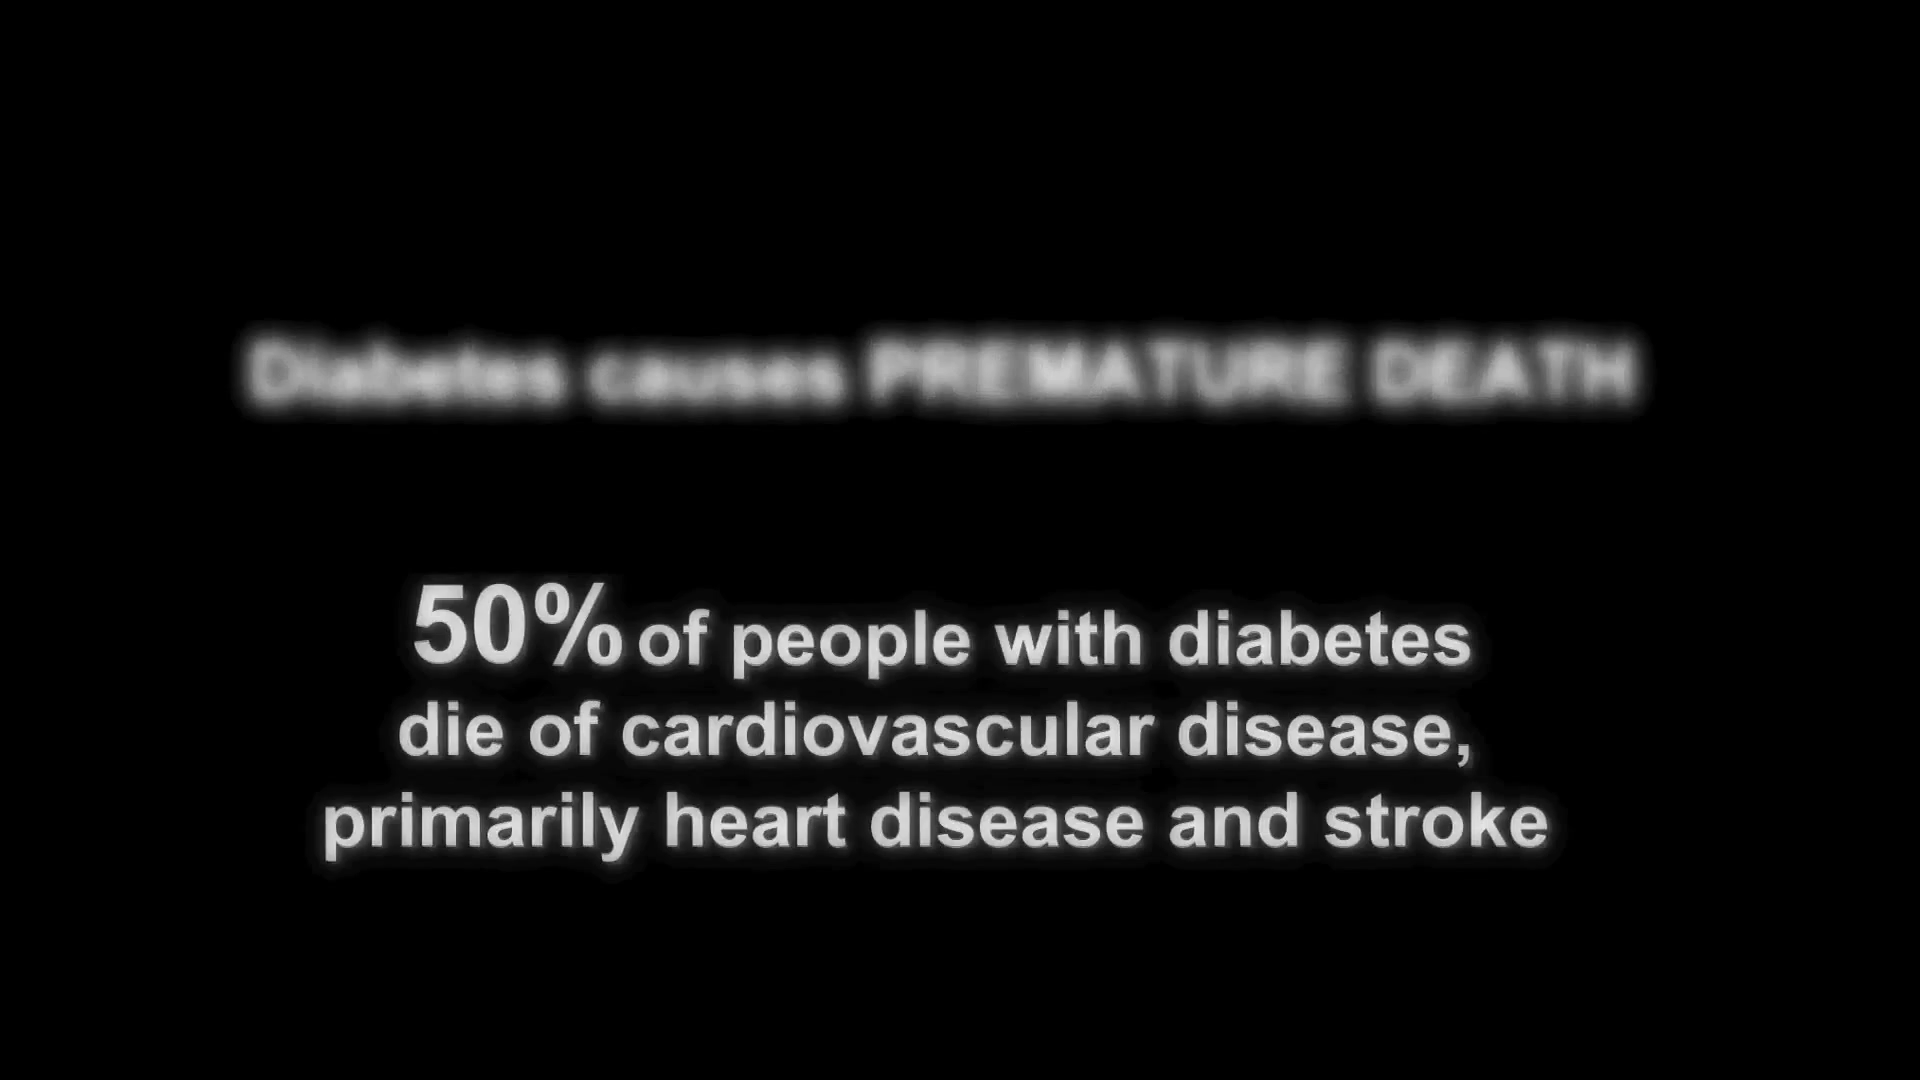 Diabetes causes PREMATURE DEATH
50% of people with diabetes
die of cardiovascular disease,
primarily heart disease and stroke